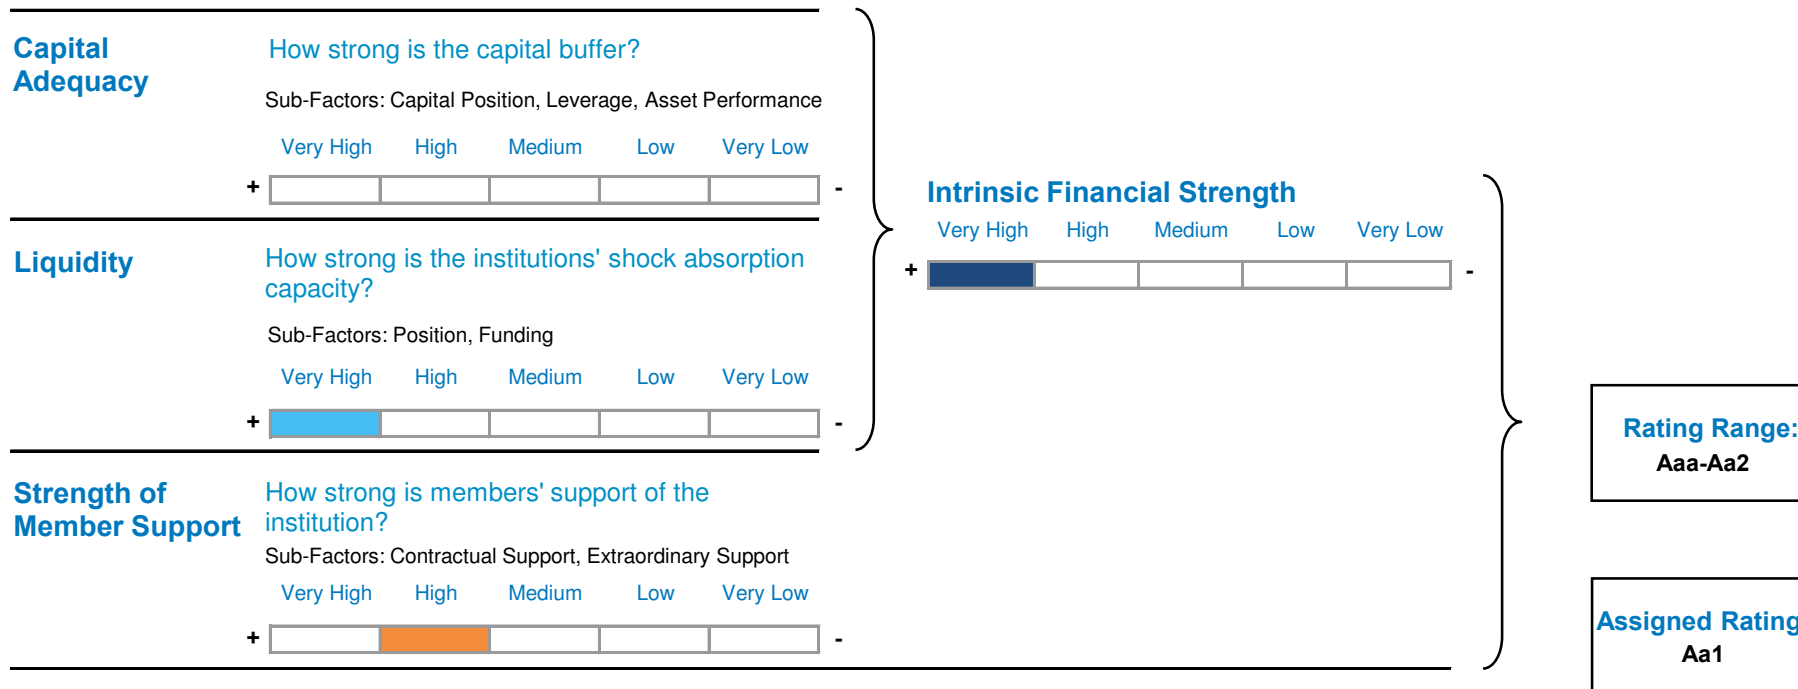 Capital
Adequacy
How strong is the capital buffer?
Sub-Factors: Capital Position, Leverage, Asset Performance
Very High High Medium Low Very Low
+ -
Liquidity
How strong is the institutions' shock absorption
capacity?
Sub-Factors: Position, Funding
Very High High Medium Low Very Low
+ -
Strength of
Member Support
How strong is members' support of the
institution?
Sub-Factors: Contractual Support, Extraordinary Support
Very High High Medium Low Very Low
+ -
Intrinsic Financial Strength
Very High High Medium Low Very Low
+ -
Rating Range:
Aaa-Aa2
Assigned Rating
Aa1